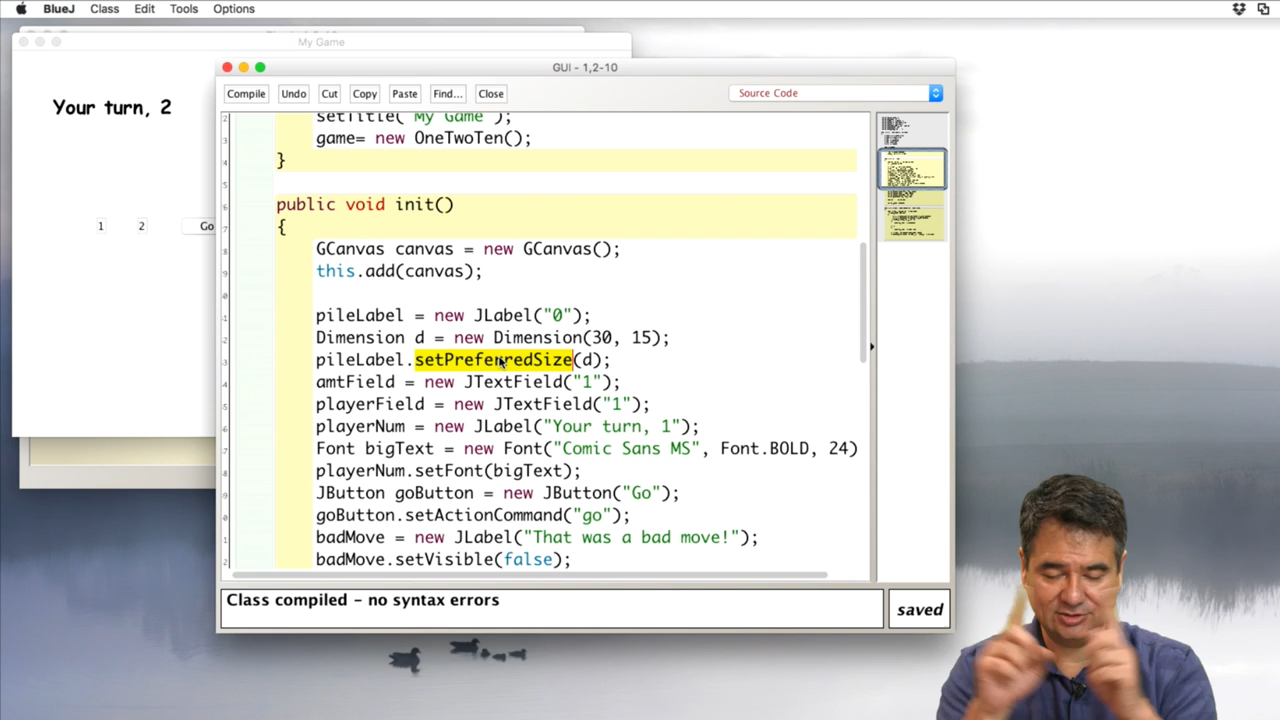 BlueJ Class Edit Tools Options
My Game
Your turn, 2
1 2 Go
GUI - 1,2-10
Compile Undo Cut Copy Paste Find... Close Source Code
setTitle("My Game");
game= new OneTwoTen();
}
public void init()
{
GCanvas canvas = new GCanvas();
this.add(canvas);
pileLabel = new JLabel("0");
Dimension d = new Dimension(30, 15);
pileLabel.setPreferredSize(d);
amtField = new JTextField("1");
playerField = new JTextField("1");
playerNum = new JLabel("Your turn, 1");
Font bigText = new Font("Comic Sans MS", Font.BOLD, 24)
playerNum.setFont(bigText);
JButton goButton = new JButton("Go");
goButton.setActionCommand("go");
badMove = new JLabel("That was a bad move!");
badMove.setVisible(false);
Class compiled - no syntax errors
saved